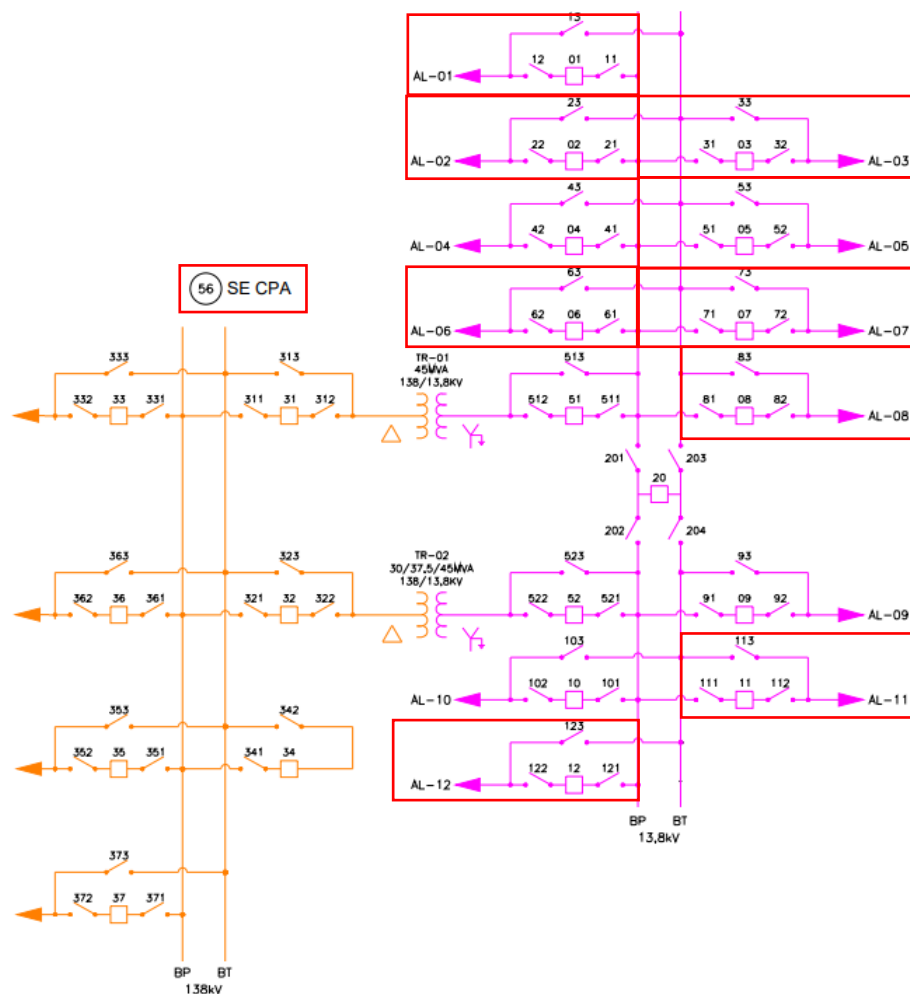 13
12 01 11
AL-01
23 33
22 02 21 31 03 32
AL-02 AL-03
43 53
42 04 41 51 05 52
AL-04 AL-05
56 SE CPA
63 73
62 06 61 71 07 72
AL-06 AL-07
333 313 TR-01 513 83
45MVA
138/13,8KV
332 33 331 311 31 312 512 51 511 81 08 82
AL-08
201 203
20
202 204
363 323 TR-02 523 93
30/37,5/45MVA
138/13,8KV
362 36 361 321 32 322 522 52 521 91 09 92
AL-09
103 113
102 10 101 111 11 112
AL-10 AL-11
353 342 123
352 35 351 341 34 122 12 121
AL-12
BP BT
13,8kV
373
372 37 371
BP BT
138kV